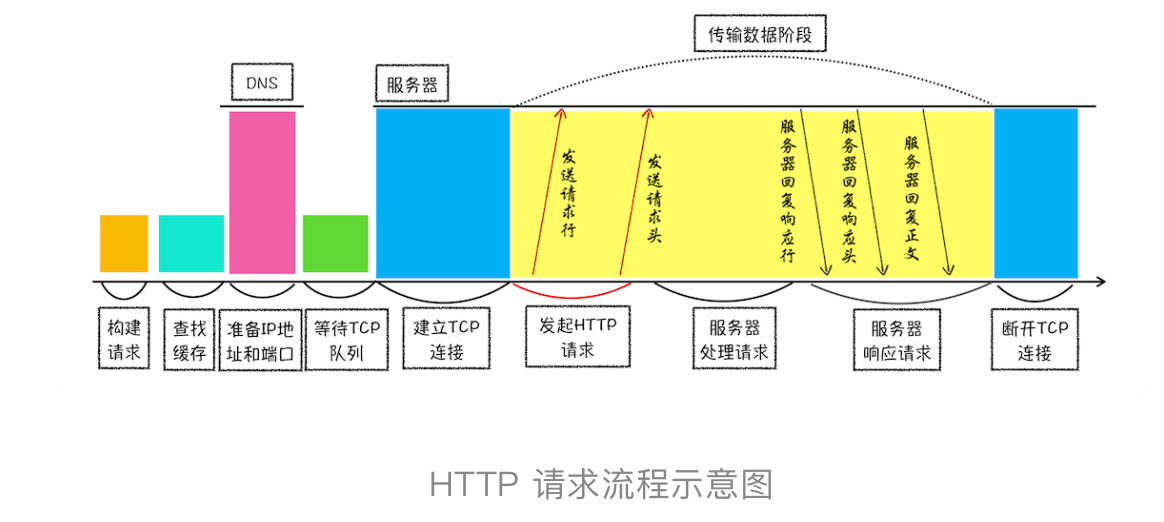 传输数据阶段
DNS
服务器
发送请求行
发送请求头
服务器回复响应行
服务器回复响应头
服务器回复正文
构建
请求
查找
缓存
准备IP地
址和端口
等待TCP
队列
建立TCP
连接
发起HTTP
请求
服务器
处理请求
服务器
响应请求
断开TCP
连接
HTTP 请求流程示意图